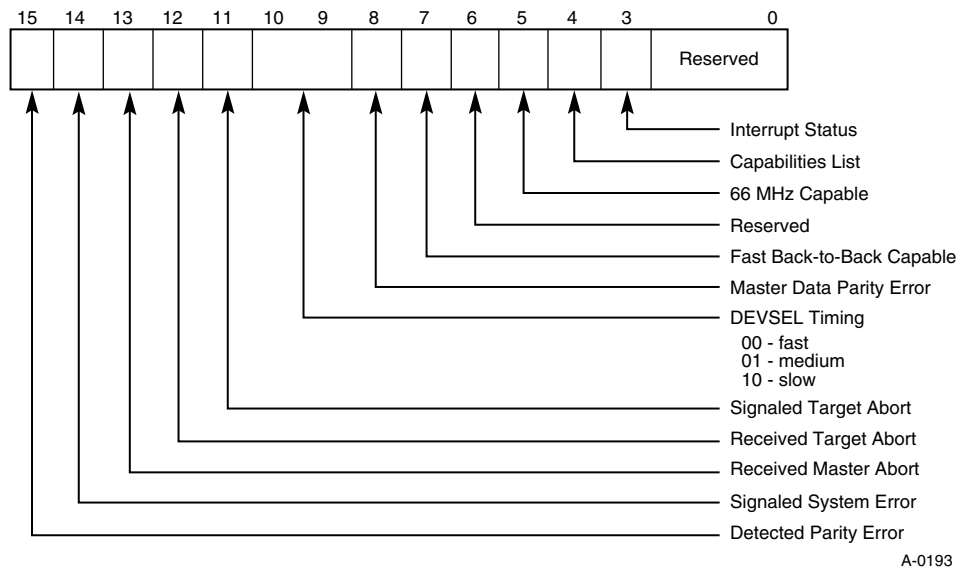 15 14 13 12 11 10 9 8 7 6 5 4 3 0
Reserved
Interrupt Status
Capabilities List
66 MHz Capable
Reserved
Fast Back-to-Back Capable
Master Data Parity Error
DEVSEL Timing
00 - fast
01 - medium
10 - slow
Signaled Target Abort
Received Target Abort
Received Master Abort
Signaled System Error
Detected Parity Error
A-0193